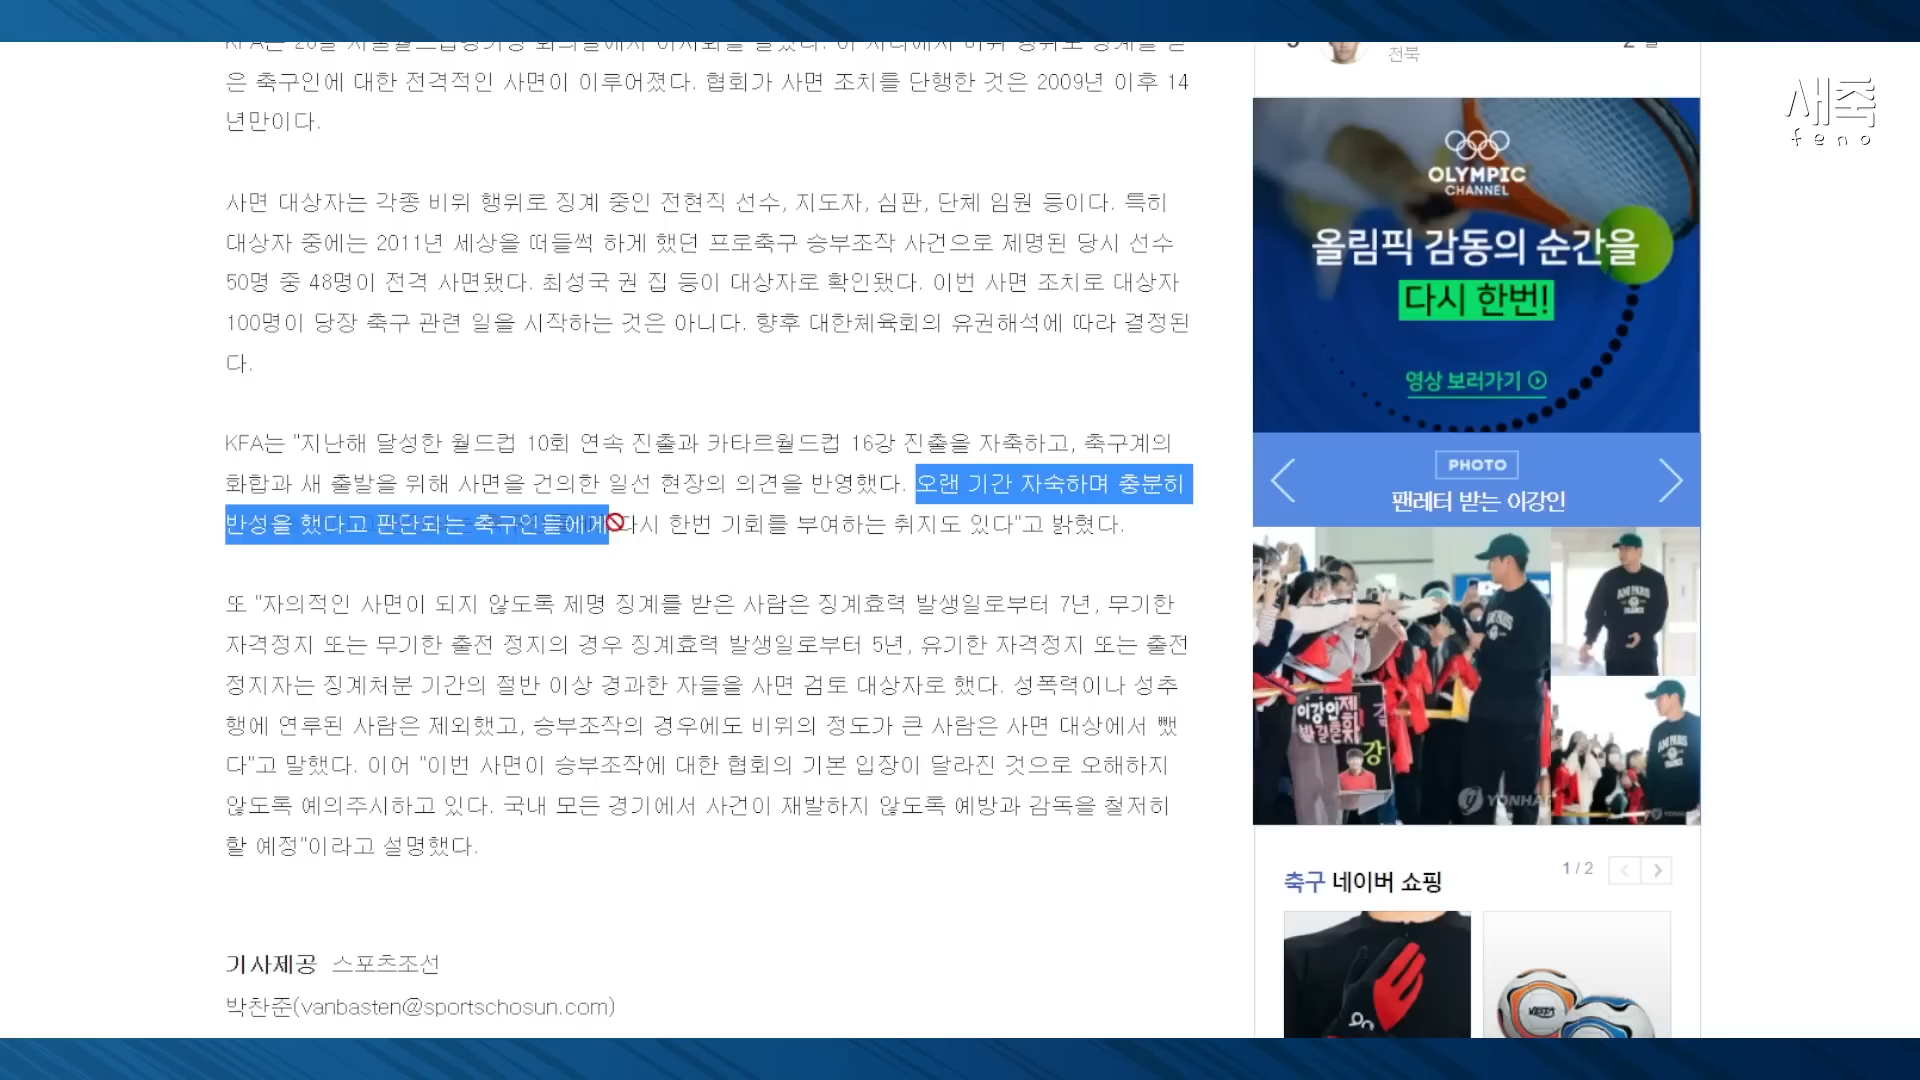 은 축구인에 대한 전격적인 사면이 이루어졌다. 협회가 사면 조치를 단행한 것은 2009년 이후 14
년만이다.
사면 대상자는 각종 비위 행위로 징계 중인 전현직 선수, 지도자, 심판, 단체 임원 등이다. 특히
대상자 중에는 2011년 세상을 떠들썩 하게 했던 프로축구 승부조작 사건으로 제명된 당시 선수
50명 중 48명이 전격 사면됐다. 최성국 권 집 등이 대상자로 확인됐다. 이번 사면 조치로 대상자
100명이 당장 축구 관련 일을 시작하는 것은 아니다. 향후 대한체육회의 유권해석에 따라 결정된
다.
KFA는 "지난해 달성한 월드컵 10회 연속 진출과 카타르월드컵 16강 진출을 자축하고, 축구계의
화합과 새 출발을 위해 사면을 건의한 일선 현장의 의견을 반영했다. 오랜 기간 자숙하며 충분히
반성을 했다고 판단되는 축구인들에게 다시 한번 기회를 부여하는 취지도 있다"고 밝혔다.
또 "자의적인 사면이 되지 않도록 제명 징계를 받은 사람은 징계효력 발생일로부터 7년, 무기한
자격정지 또는 무기한 출전 정지의 경우 징계효력 발생일로부터 5년, 유기한 자격정지 또는 출전
정지자는 징계처분 기간의 절반 이상 경과한 자들을 사면 검토 대상자로 했다. 성폭력이나 성추
행에 연루된 사람은 제외했고, 승부조작의 경우에도 비위의 정도가 큰 사람은 사면 대상에서 뺐
다"고 말했다. 이어 "이번 사면이 승부조작에 대한 협회의 기본 입장이 달라진 것으로 오해하지
않도록 예의주시하고 있다. 국내 모든 경기에서 사건이 재발하지 않도록 예방과 감독을 철저히
할 예정"이라고 설명했다.
기사제공 스포츠조선
박찬준(vanbasten@sportschosun.com)
전북
OLYMPIC
CHANNEL
올림픽 감동의 순간을
다시 한번!
영상 보러가기
PHOTO
팬레터 받는 이강인
AMI PARIS
FRANCE
이강인
강
YONHAP
축구 네이버 쇼핑
1 / 2
VESTA
새축